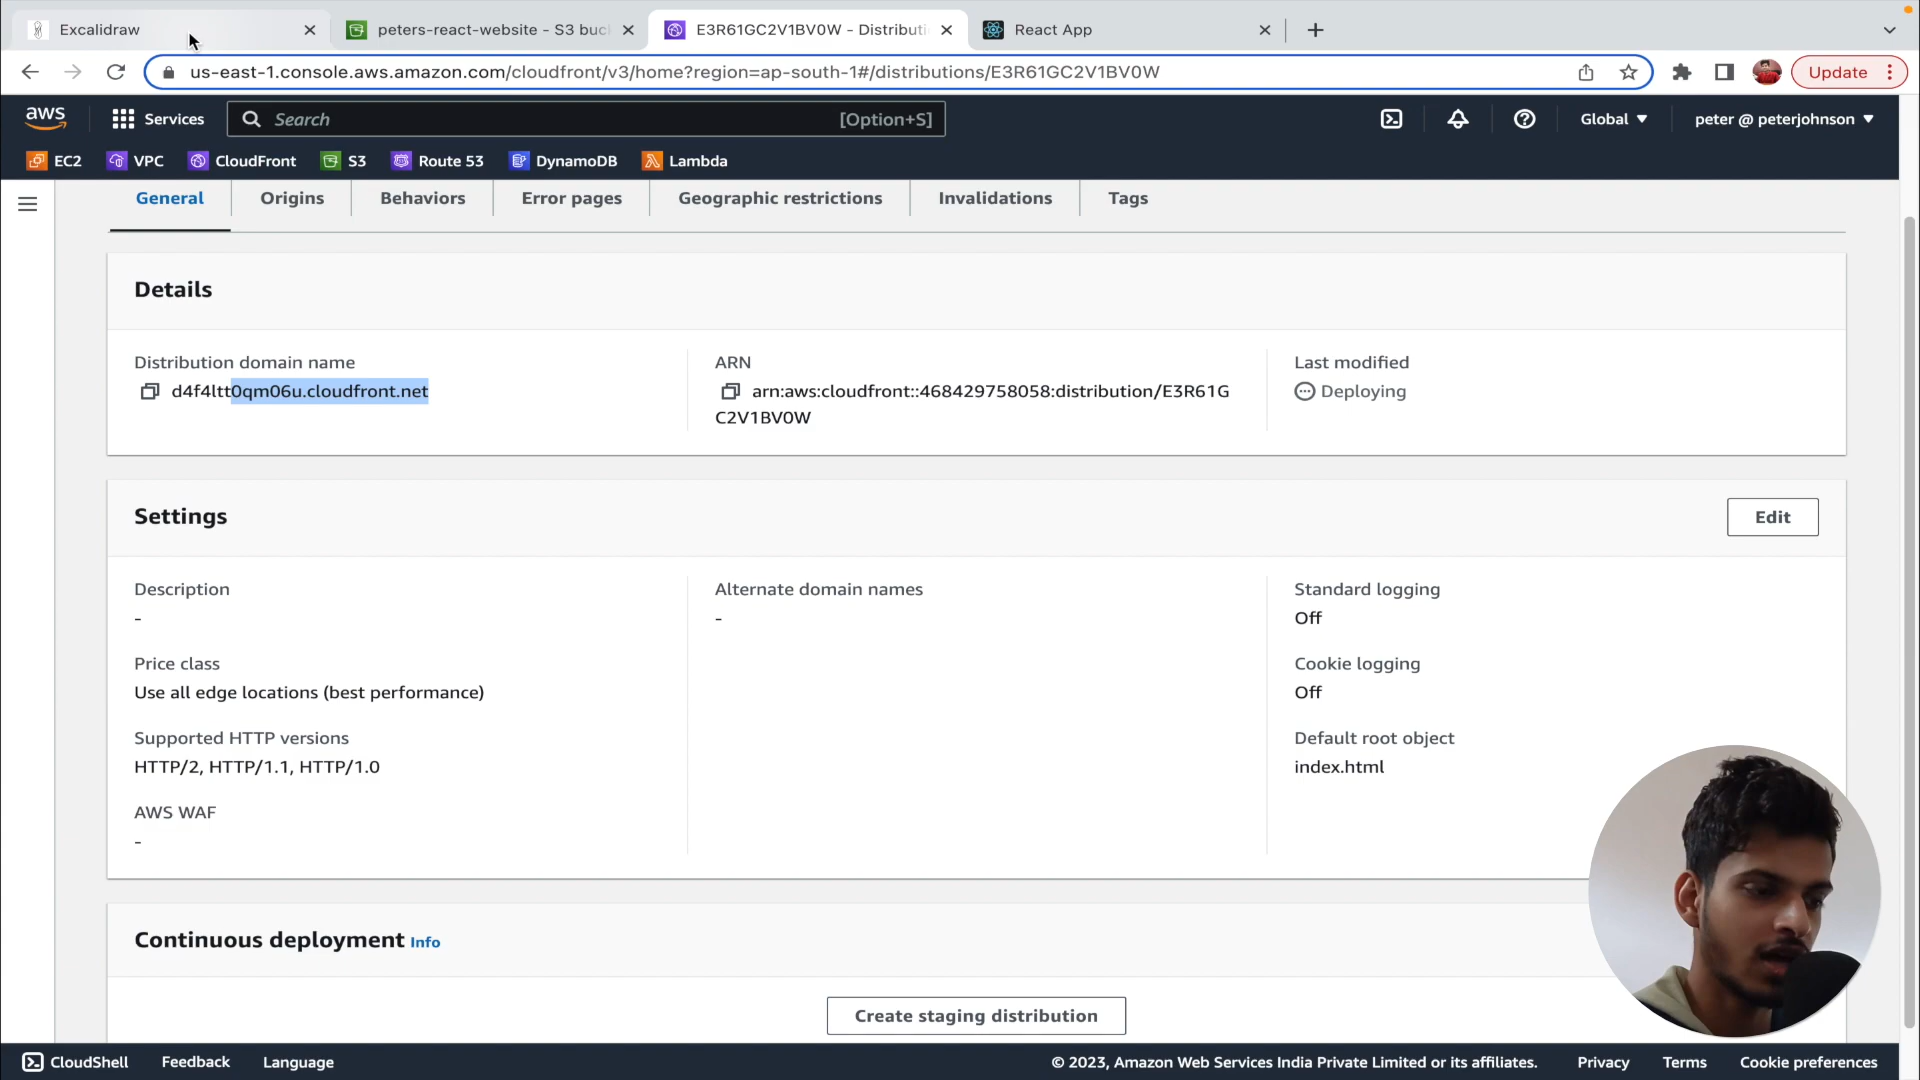 Excalidraw
peters-react-website - S3 buc
E3R61GC2V1BV0W - Distributi
React App
us-east-1.console.aws.amazon.com/cloudfront/v3/home?region=ap-south-1#/distributions/E3R61GC2V1BV0W
Update
aws
Services
Search
[Option+S]
Global
peter @ peterjohnson
EC2
VPC
CloudFront
S3
Route 53
DynamoDB
Lambda
General
Origins
Behaviors
Error pages
Geographic restrictions
Invalidations
Tags
Details
Distribution domain name
d4f4ltt0qm06u.cloudfront.net
ARN
arn:aws:cloudfront::468429758058:distribution/E3R61G
C2V1BV0W
Last modified
Deploying
Settings
Edit
Description
-
Price class
Use all edge locations (best performance)
Supported HTTP versions
HTTP/2, HTTP/1.1, HTTP/1.0
AWS WAF
-
Alternate domain names
-
Standard logging
Off
Cookie logging
Off
Default root object
index.html
Continuous deployment Info
Create staging distribution
CloudShell
Feedback
Language
© 2023, Amazon Web Services India Private Limited or its affiliates.
Privacy
Terms
Cookie preferences